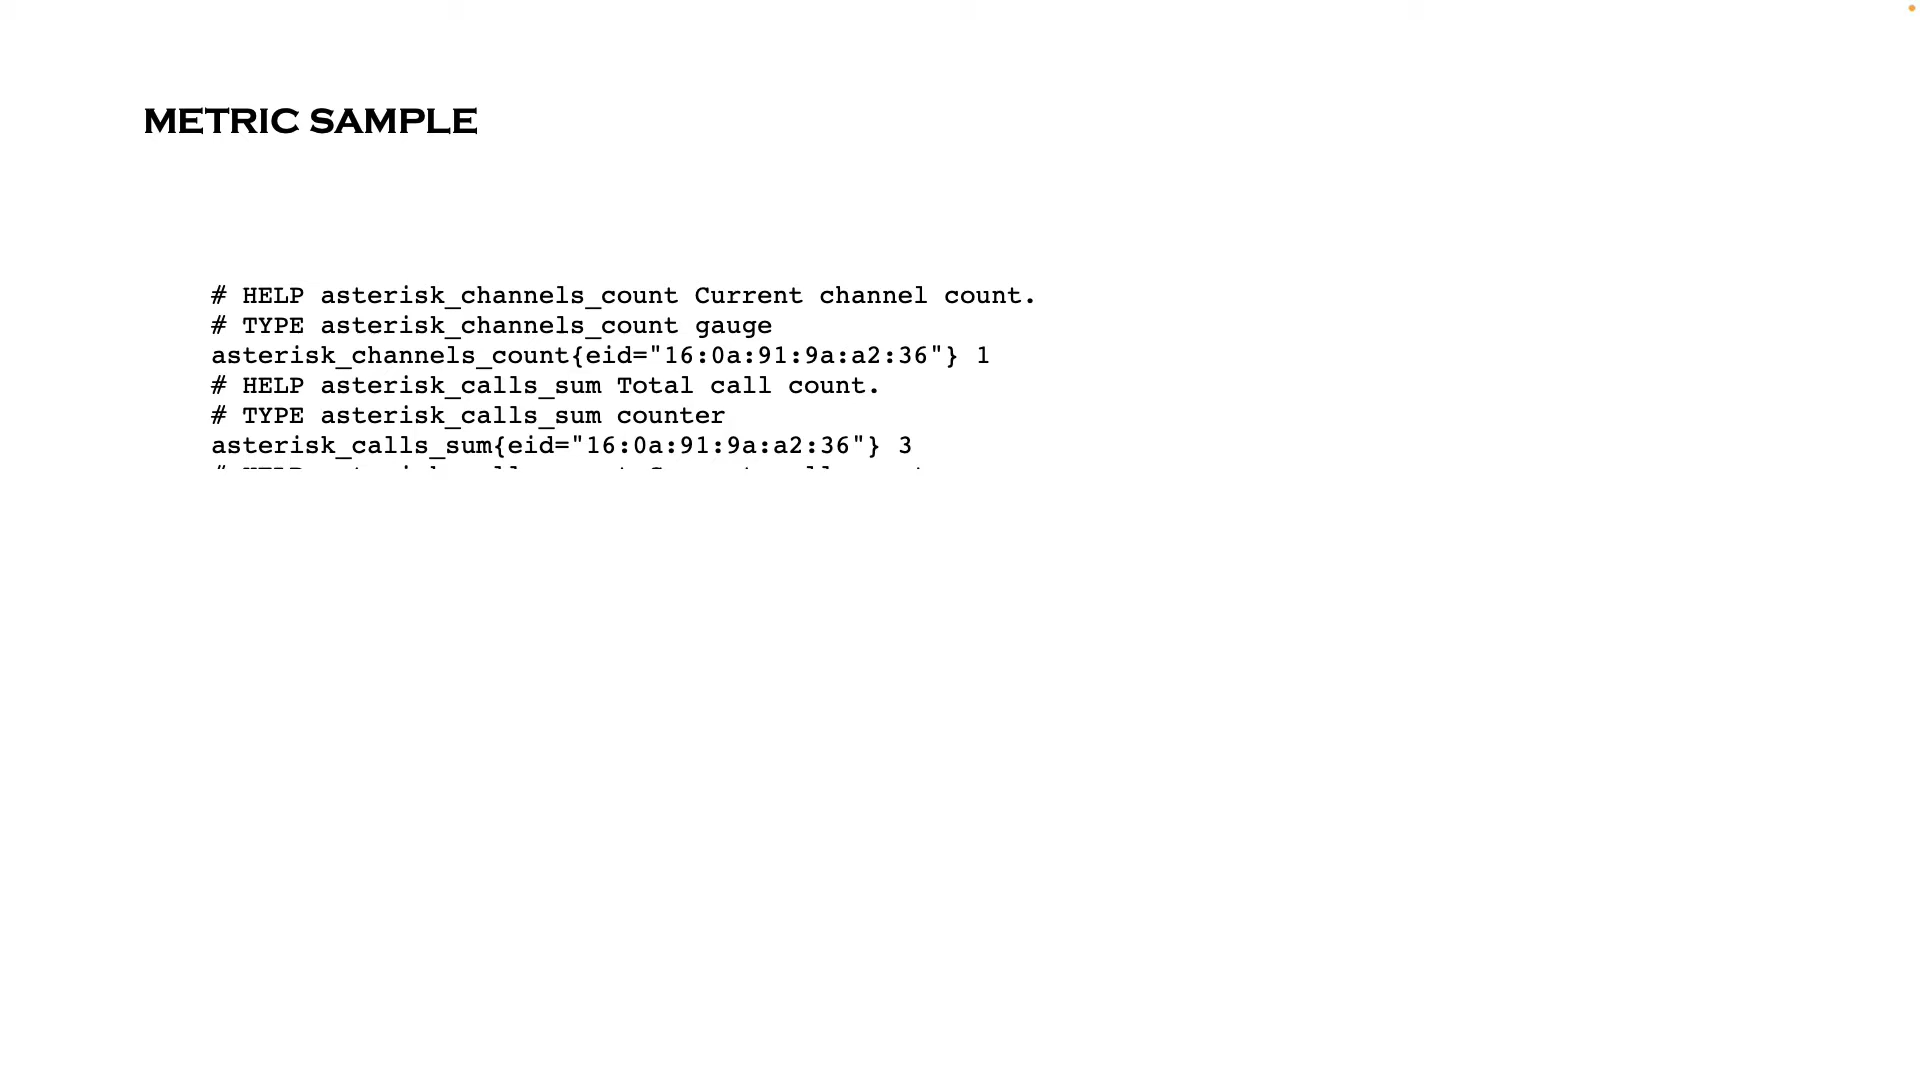 METRIC SAMPLE
# HELP asterisk_channels_count Current channel count.
# TYPE asterisk_channels_count gauge
asterisk_channels_count{eid="16:0a:91:9a:a2:36"} 1
# HELP asterisk_calls_sum Total call count.
# TYPE asterisk_calls_sum counter
asterisk_calls_sum{eid="16:0a:91:9a:a2:36"} 3